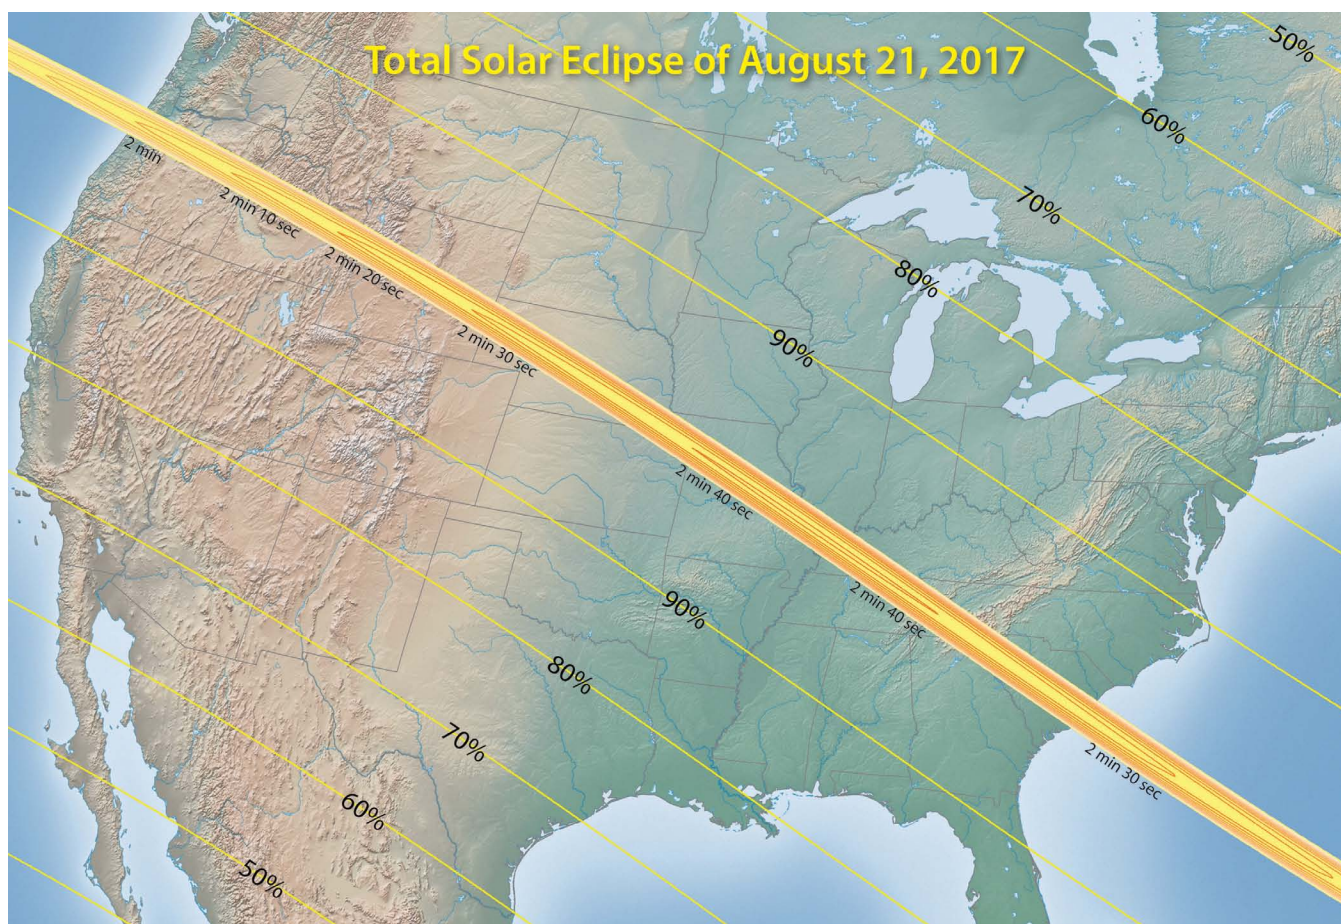 Total Solar Eclipse of August 21, 2017
50%
60%
70%
80%
90%
2 min
2 min 10 sec
2 min 20 sec
2 min 30 sec
2 min 40 sec
2 min 40 sec
2 min 30 sec
90%
80%
70%
60%
50%